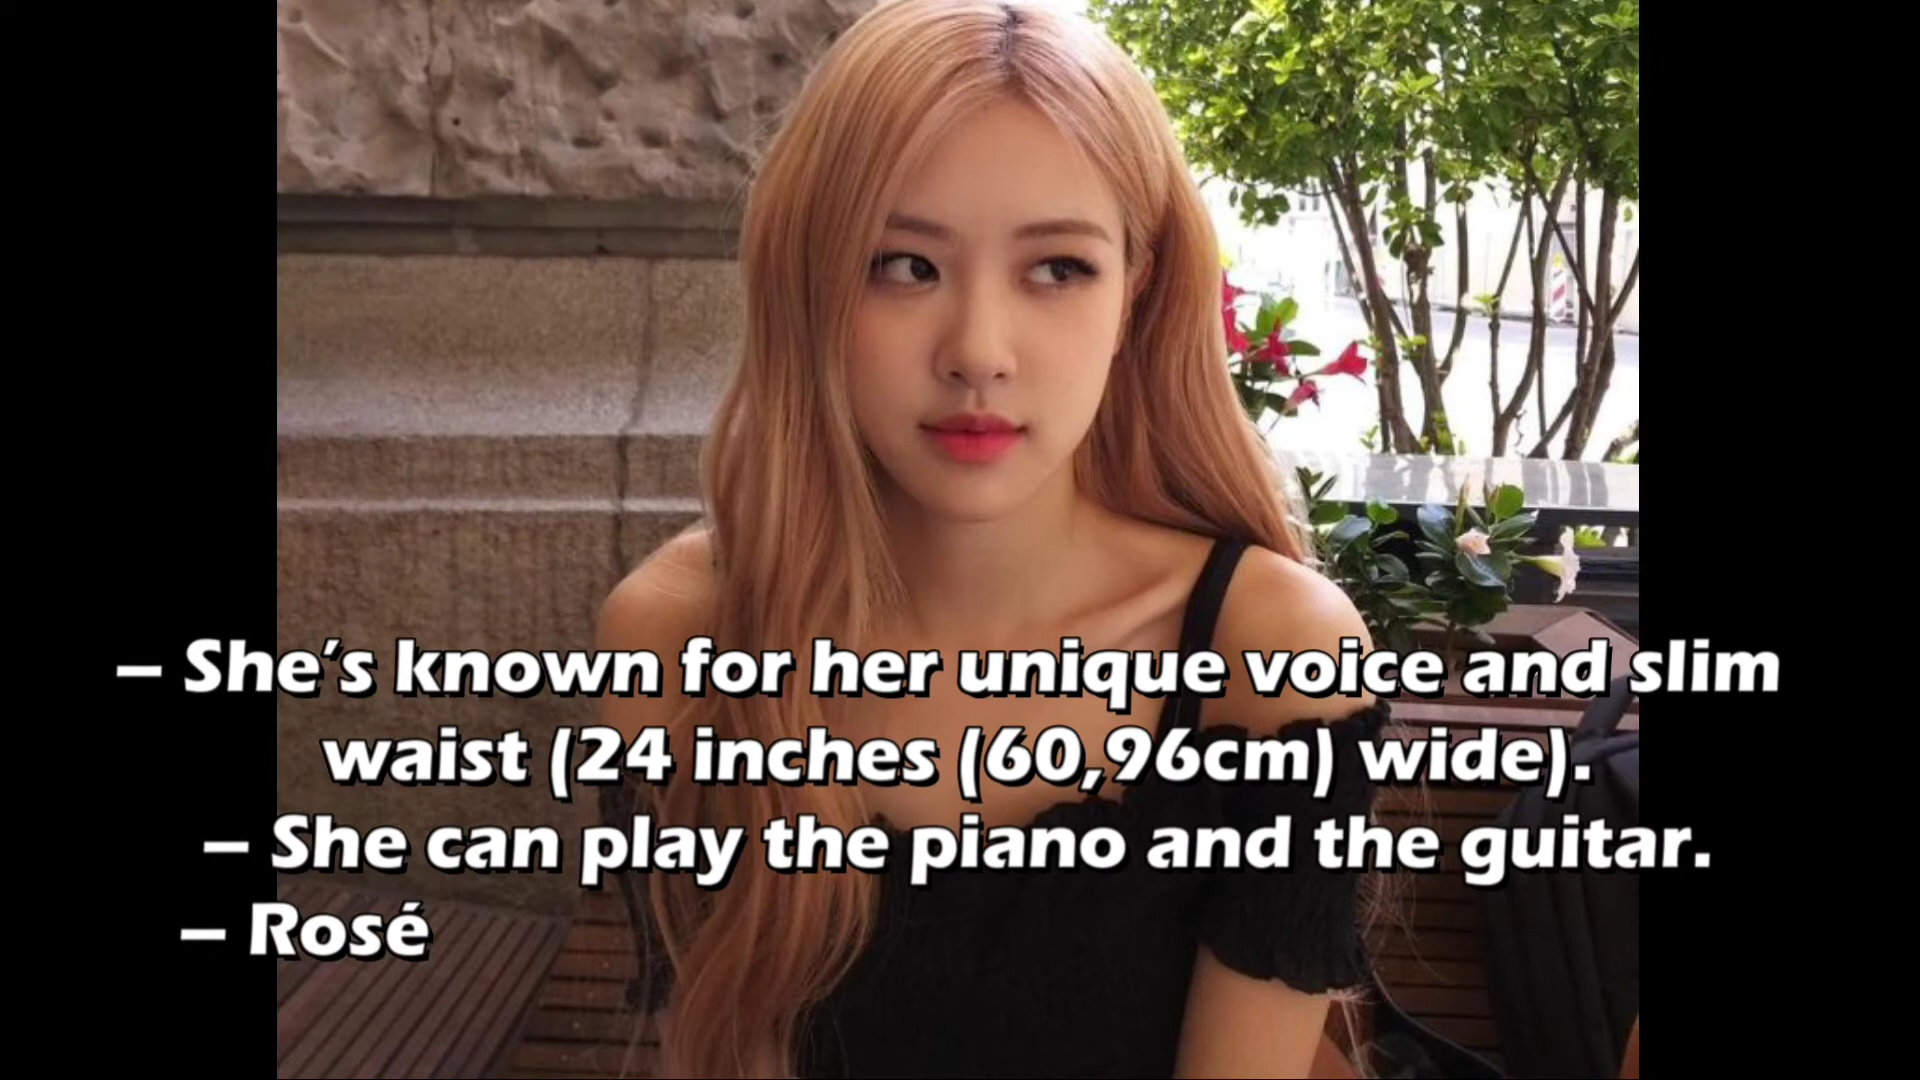 – She’s known for her unique voice and slim
waist (24 inches (60,96cm) wide).
– She can play the piano and the guitar.
– Rosé